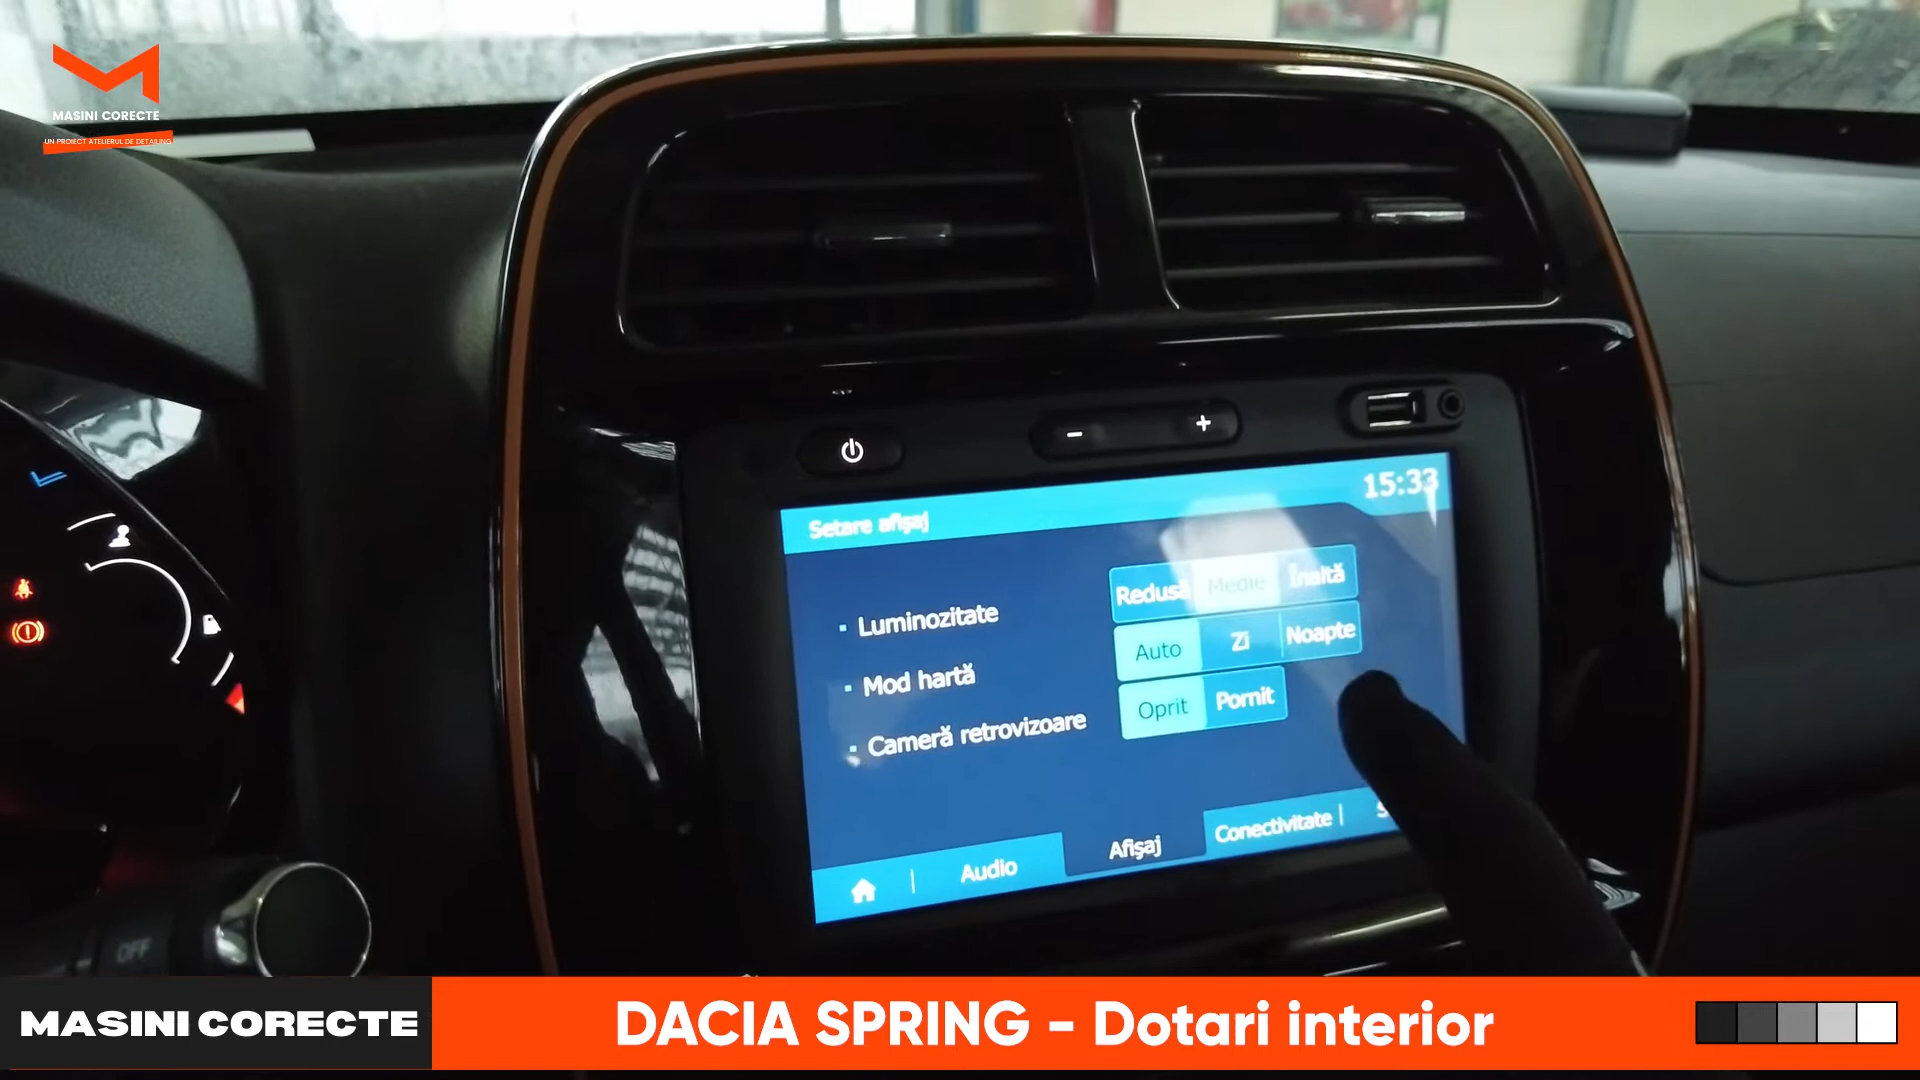 MASINI CORECTE
UN PROIECT ATELIERUL DE DETAILING
15:33
Setare afişaj
Luminozitate
Redusă Medie Înaltă
Mod hartă
Auto Zi Noapte
Cameră retrovizoare
Oprit Pornit
Audio Afişaj Conectivitate
OFF
MASINI CORECTE
DACIA SPRING - Dotari interior